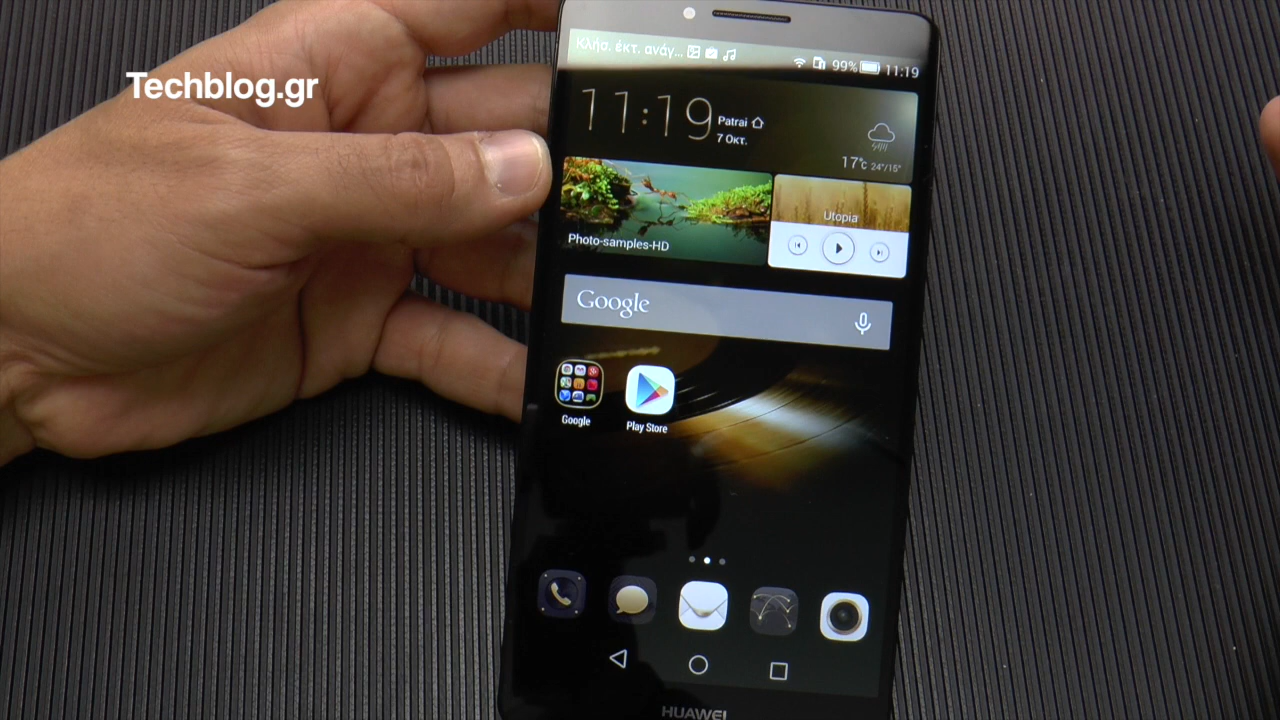 Techblog.gr
Κλήσ. έκτ. ανάγ... 99% 11:19
11:19 Patrai
7 Οκτ.
17°C 24°/15°
Photo-samples-HD
Utopia
Google
Google Play Store
HUAWEI